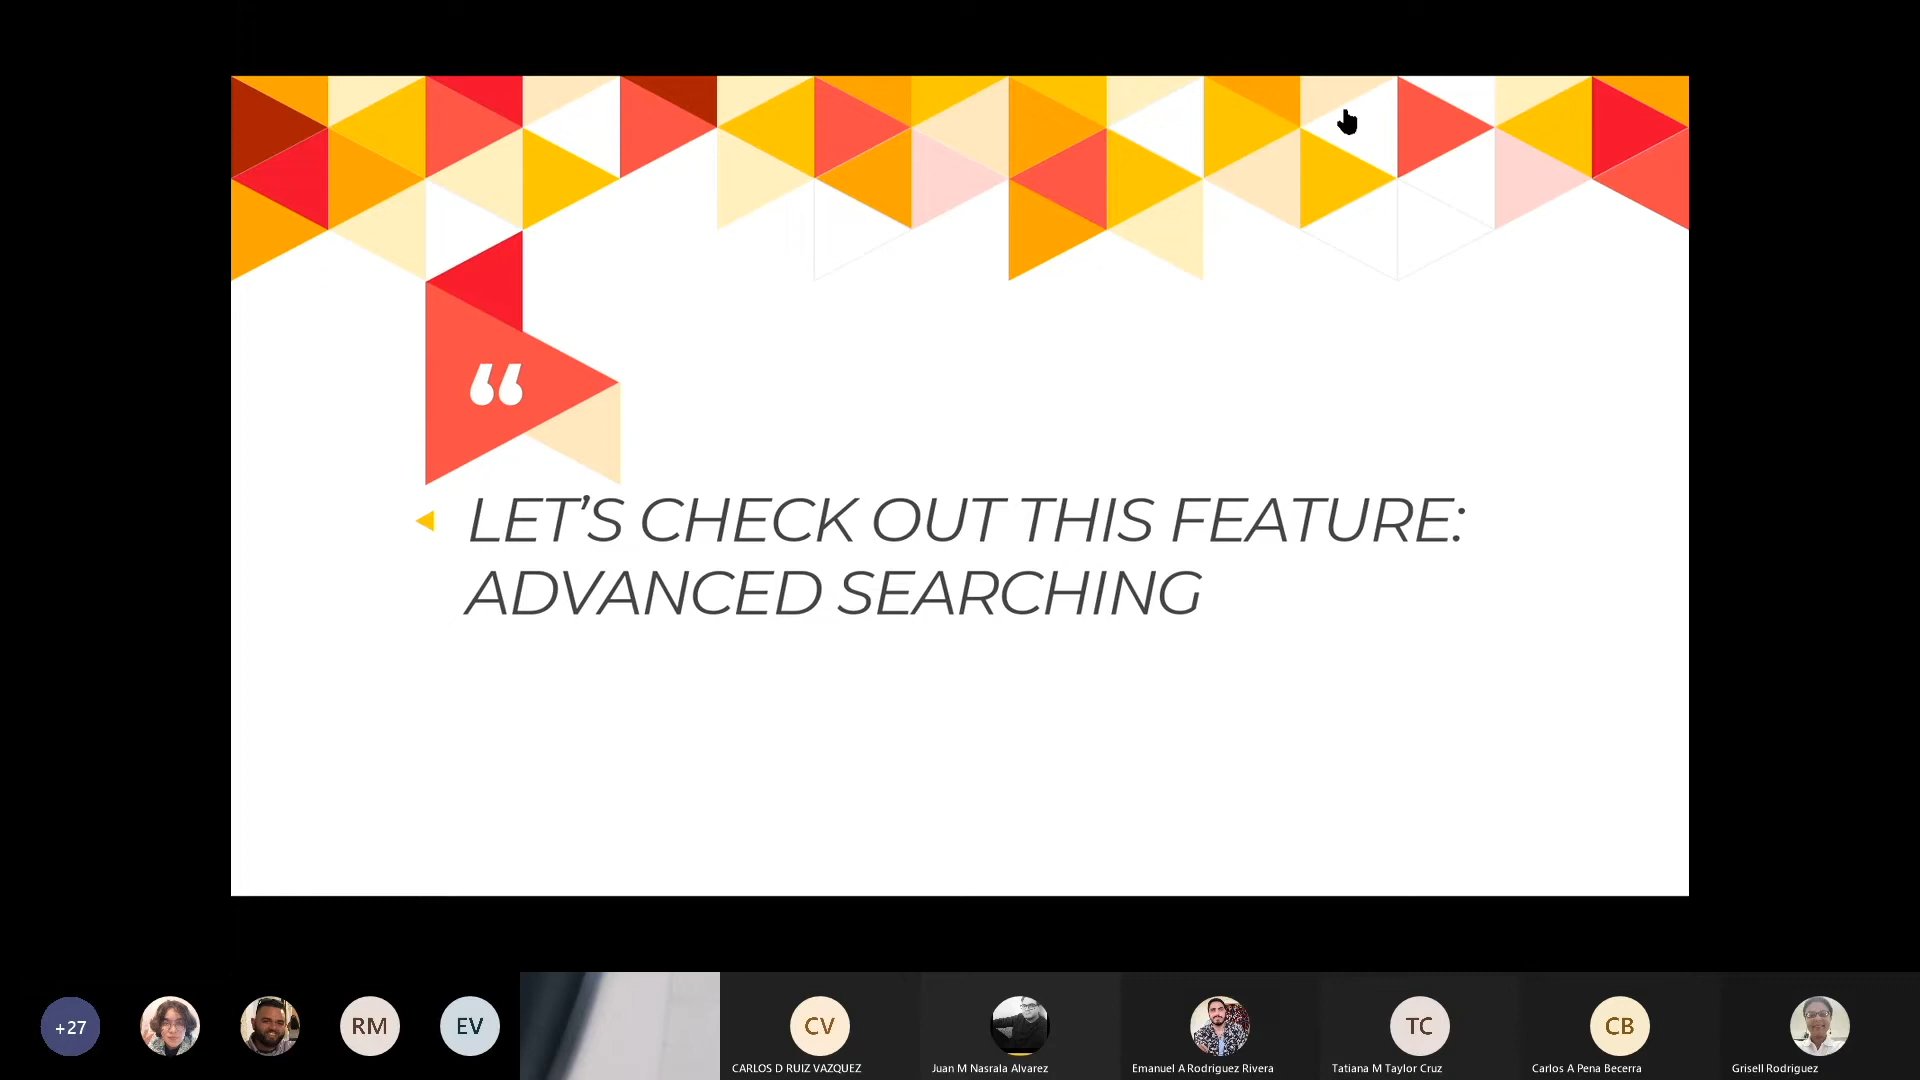 “
LET’S CHECK OUT THIS FEATURE:
ADVANCED SEARCHING
+27
RM
EV
CV
TC
CB
CARLOS D RUIZ VAZQUEZ
Juan M Nasrala Alvarez
Emanuel A Rodriguez Rivera
Tatiana M Taylor Cruz
Carlos A Pena Becerra
Grisell Rodriguez